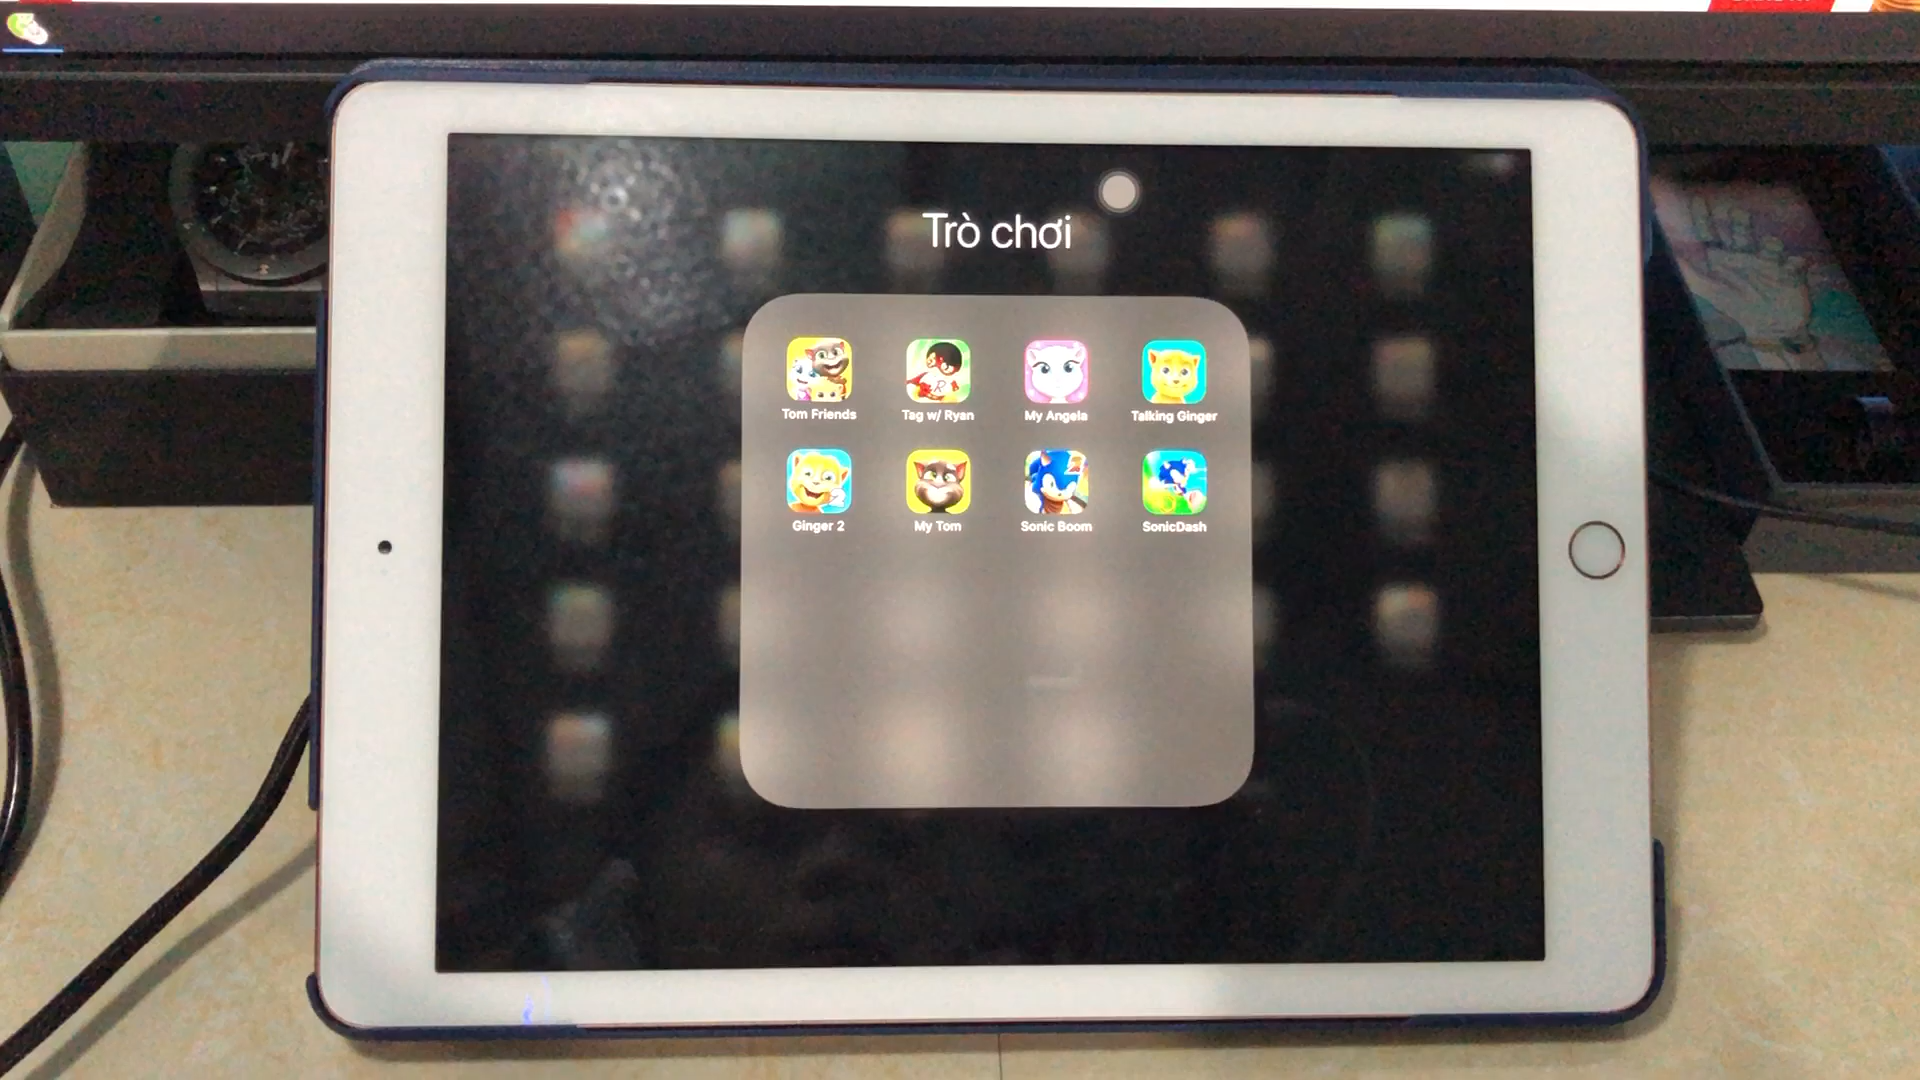 Trò chơi
Tom Friends
Tag w/ Ryan
My Angela
Talking Ginger
Ginger 2
My Tom
Sonic Boom
SonicDash